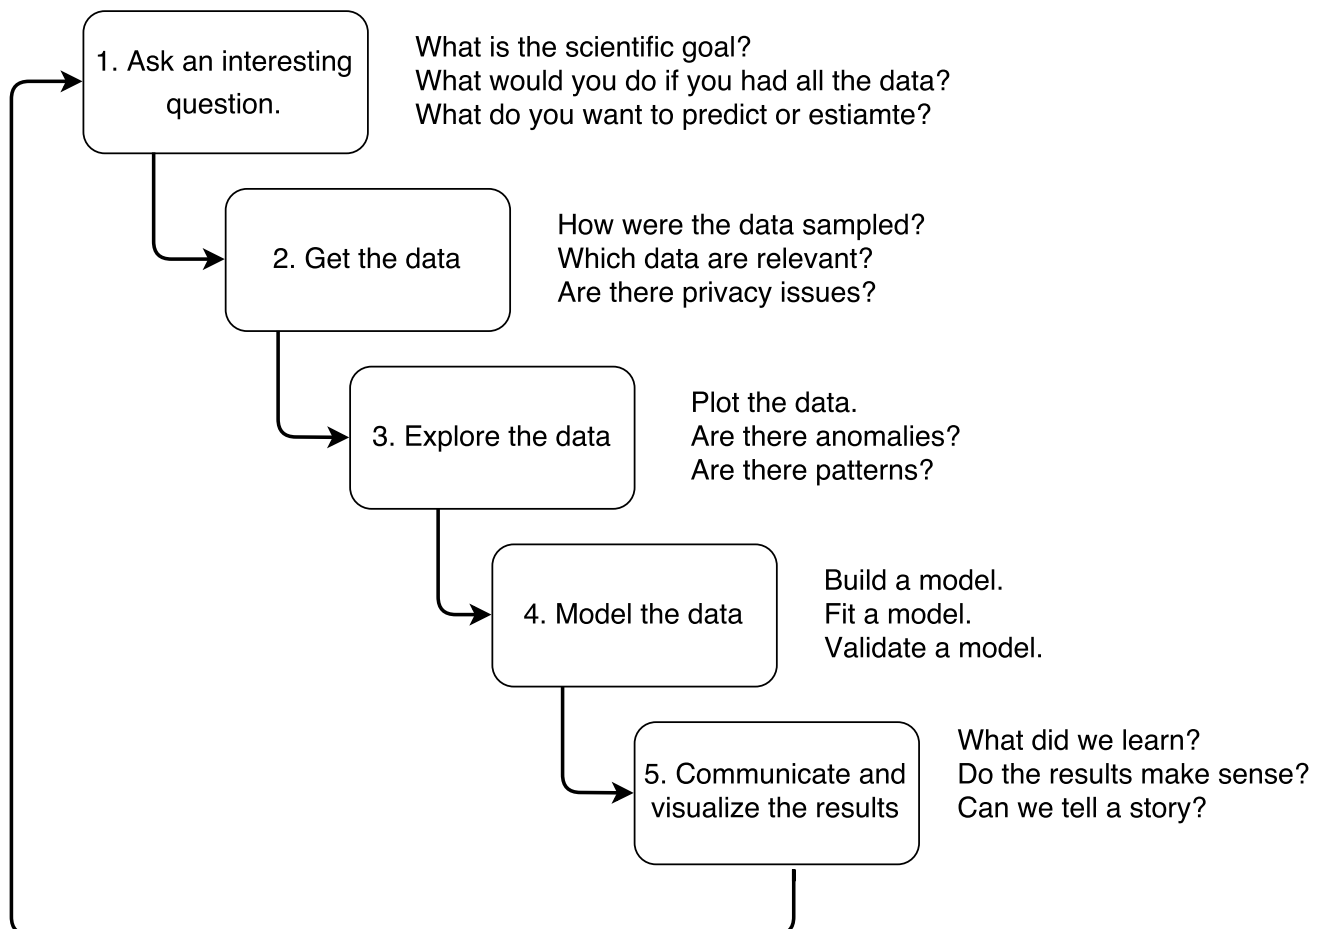 1. Ask an interesting
question.
What is the scientific goal?
What would you do if you had all the data?
What do you want to predict or estiamte?
2. Get the data
How were the data sampled?
Which data are relevant?
Are there privacy issues?
3. Explore the data
Plot the data.
Are there anomalies?
Are there patterns?
4. Model the data
Build a model.
Fit a model.
Validate a model.
5. Communicate and
visualize the results
What did we learn?
Do the results make sense?
Can we tell a story?